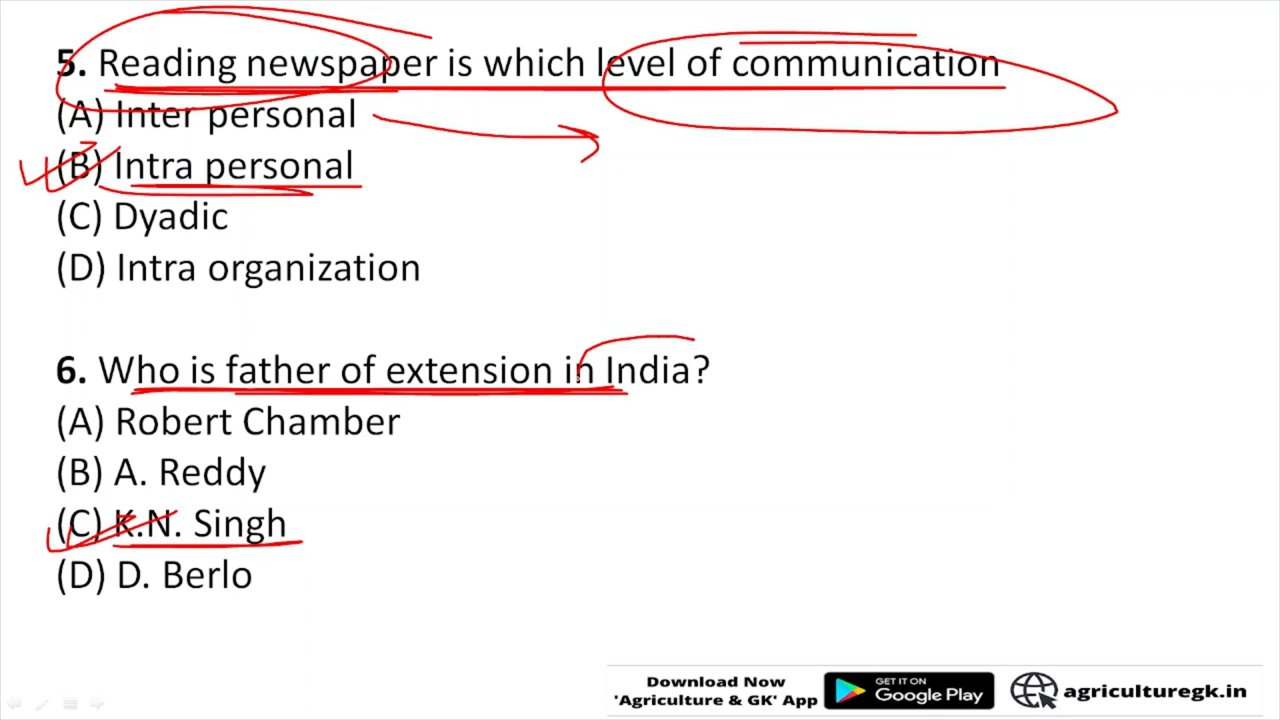 5. Reading newspaper is which level of communication
(A) Inter personal
(B) Intra personal
(C) Dyadic
(D) Intra organization
6. Who is father of extension in India?
(A) Robert Chamber
(B) A. Reddy
(C) K.N. Singh
(D) D. Berlo
Download Now
'Agriculture & GK' App
GET IT ON
Google Play
agriculturegk.in